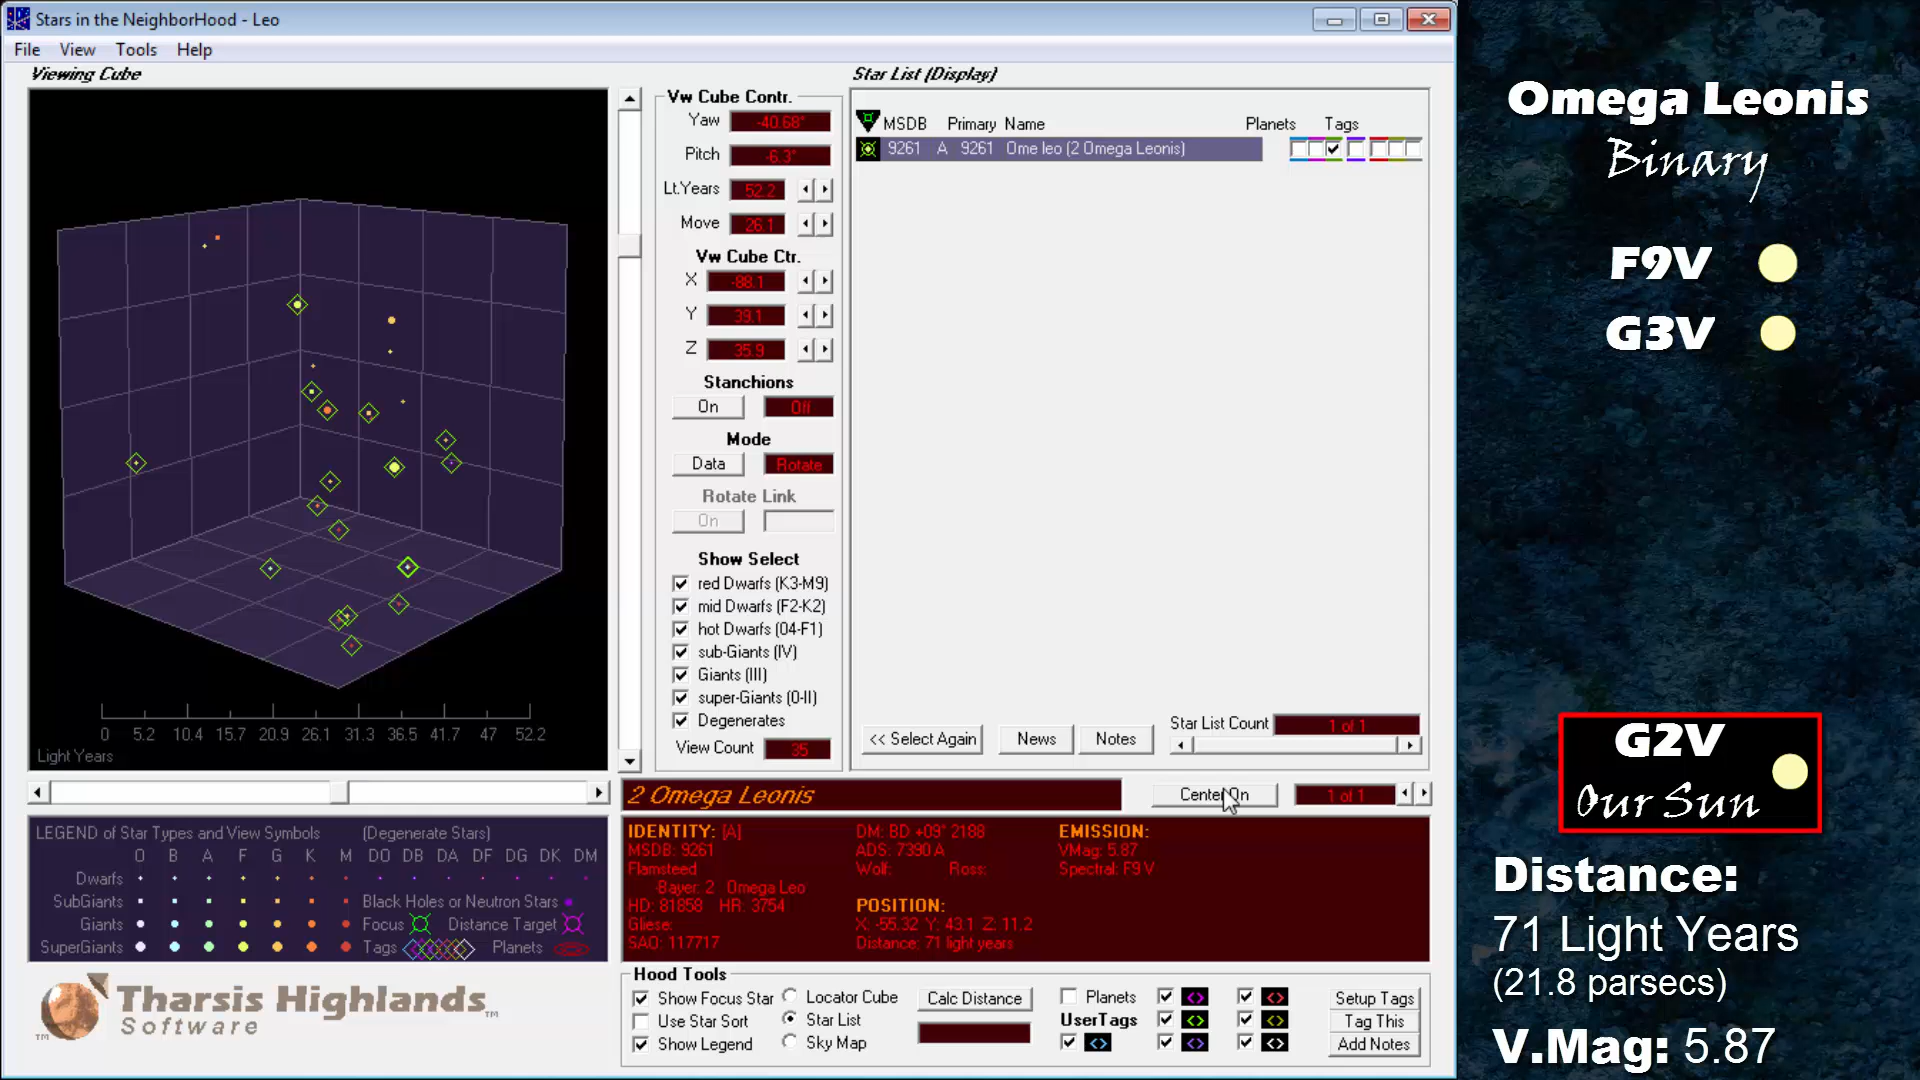 Stars in the NeighborHood - Leo
File View Tools Help
Viewing Cube
Star List (Display)
Vw Cube Contr.
Yaw -40.68°
Pitch -6.3°
Lt.Years 52.2
Move 26.1
Vw Cube Ctr.
X -88.1
Y 39.1
Z 35.9
Stanchions
On Off
Mode
Data Rotate
Rotate Link
On
Show Select
red Dwarfs (K3-M9)
mid Dwarfs (F2-K2)
hot Dwarfs (O4-F1)
sub-Giants (IV)
Giants (III)
super-Giants (0-II)
Degenerates
View Count 35
0 5.2 10.4 15.7 20.9 26.1 31.3 36.5 41.7 47 52.2
Light Years
MSDB Primary Name Planets Tags
9261 A 9261 Ome leo (2 Omega Leonis)
<< Select Again News Notes
Star List Count 1 of 1
2 Omega Leonis
Center On 1 of 1
LEGEND of Star Types and View Symbols (Degenerate Stars)
O B A F G K M DO DB DA DF DG DK DM
Dwarfs
SubGiants Black Holes or Neutron Stars
Giants Focus Distance Target
SuperGiants Tags Planets
IDENTITY: [A]
MSDB: 9261
Flamsteed
-Bayer: 2 Omega Leo
HD: 81858 HR: 3754
Gliese:
SAO: 117717
DM: BD +09° 2188
ADS: 7390 A
Wolf: Ross:
POSITION:
X: -55.32 Y: 43.1 Z: 11.2
Distance: 71 light years
EMISSION:
VMag: 5.87
Spectral: F9 V
Tharsis Highlands™
Software
TM
Hood Tools
Show Focus Star
Use Star Sort
Show Legend
Locator Cube
Star List
Sky Map
Calc Distance
Planets
UserTags
Setup Tags
Tag This
Add Notes
Omega Leonis
Binary
F9V
G3V
G2V
Our Sun
Distance:
71 Light Years
(21.8 parsecs)
V.Mag: 5.87